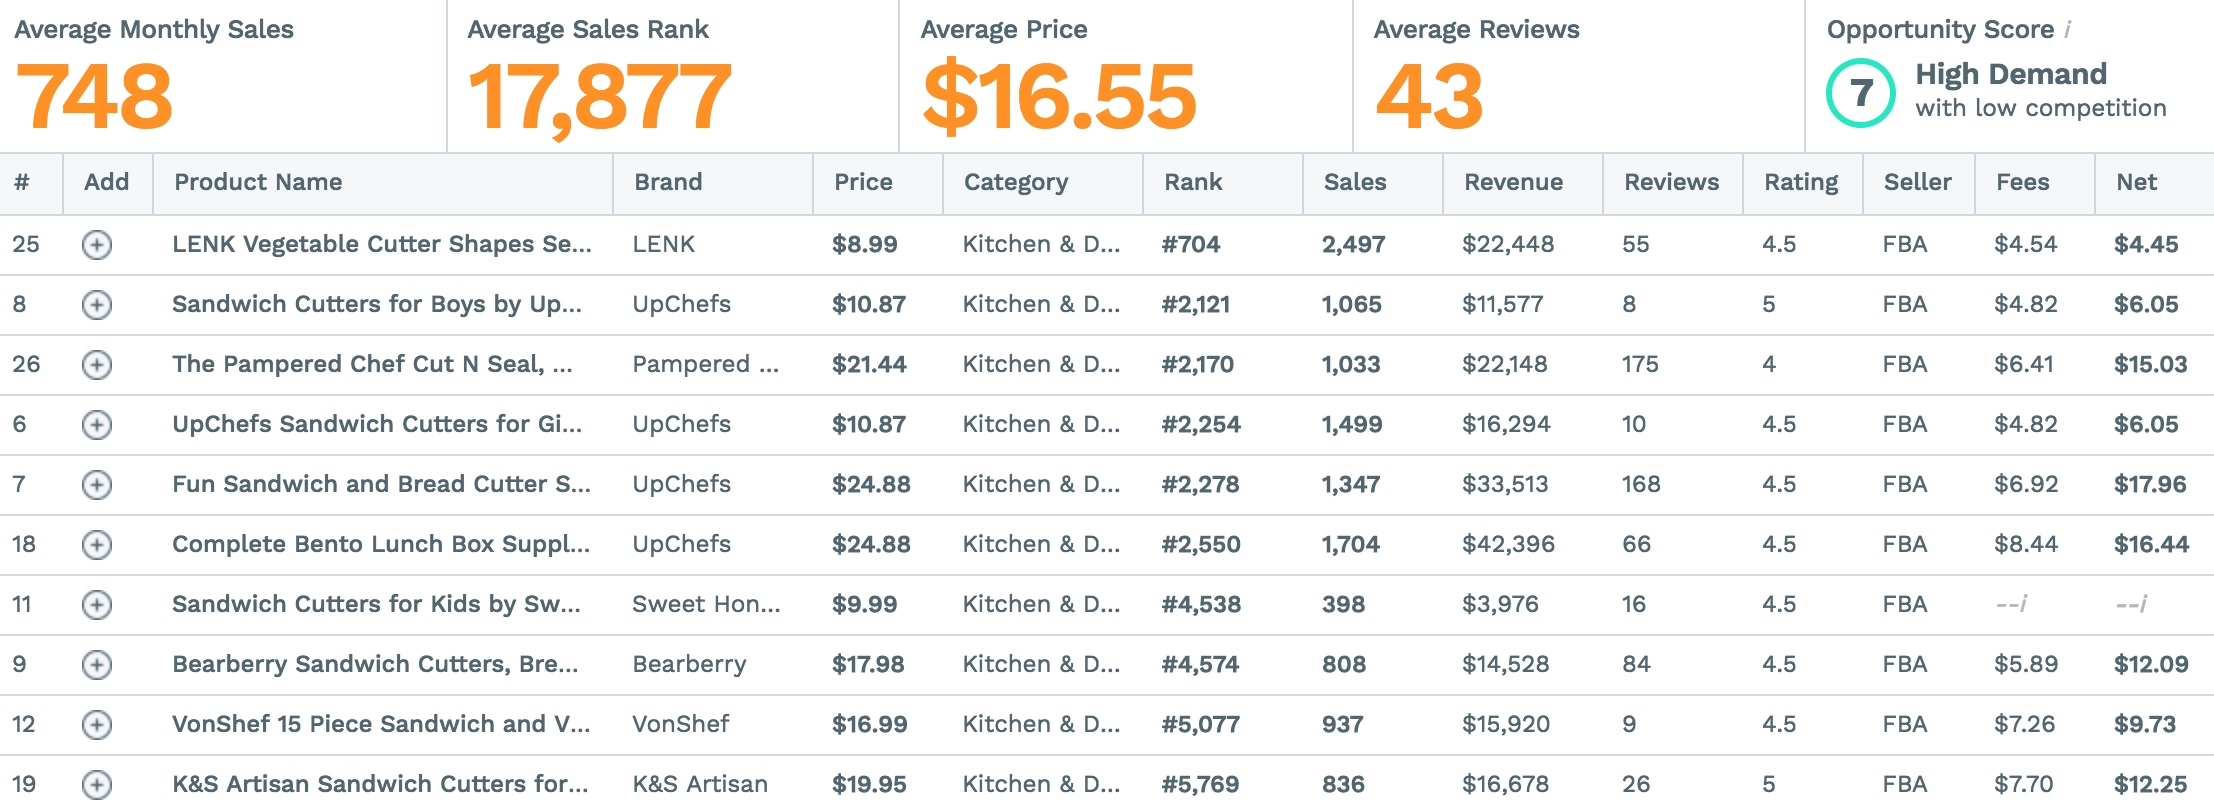 Average Monthly Sales Average Sales Rank Average Price Average Reviews Opportunity Score i
748 17,877 $16.55 43 7 High Demand
with low competition
# Add Product Name Brand Price Category Rank Sales Revenue Reviews Rating Seller Fees Net
25 LENK Vegetable Cutter Shapes Se... LENK $8.99 Kitchen & D... #704 2,497 $22,448 55 4.5 FBA $4.54 $4.45
8 Sandwich Cutters for Boys by Up... UpChefs $10.87 Kitchen & D... #2,121 1,065 $11,577 8 5 FBA $4.82 $6.05
26 The Pampered Chef Cut N Seal, ... Pampered ... $21.44 Kitchen & D... #2,170 1,033 $22,148 175 4 FBA $6.41 $15.03
6 UpChefs Sandwich Cutters for Gi... UpChefs $10.87 Kitchen & D... #2,254 1,499 $16,294 10 4.5 FBA $4.82 $6.05
7 Fun Sandwich and Bread Cutter S... UpChefs $24.88 Kitchen & D... #2,278 1,347 $33,513 168 4.5 FBA $6.92 $17.96
18 Complete Bento Lunch Box Suppl... UpChefs $24.88 Kitchen & D... #2,550 1,704 $42,396 66 4.5 FBA $8.44 $16.44
11 Sandwich Cutters for Kids by Sw... Sweet Hon... $9.99 Kitchen & D... #4,538 398 $3,976 16 4.5 FBA --i --i
9 Bearberry Sandwich Cutters, Bre... Bearberry $17.98 Kitchen & D... #4,574 808 $14,528 84 4.5 FBA $5.89 $12.09
12 VonShef 15 Piece Sandwich and V... VonShef $16.99 Kitchen & D... #5,077 937 $15,920 9 4.5 FBA $7.26 $9.73
19 K&S Artisan Sandwich Cutters for... K&S Artisan $19.95 Kitchen & D... #5,769 836 $16,678 26 5 FBA $7.70 $12.25